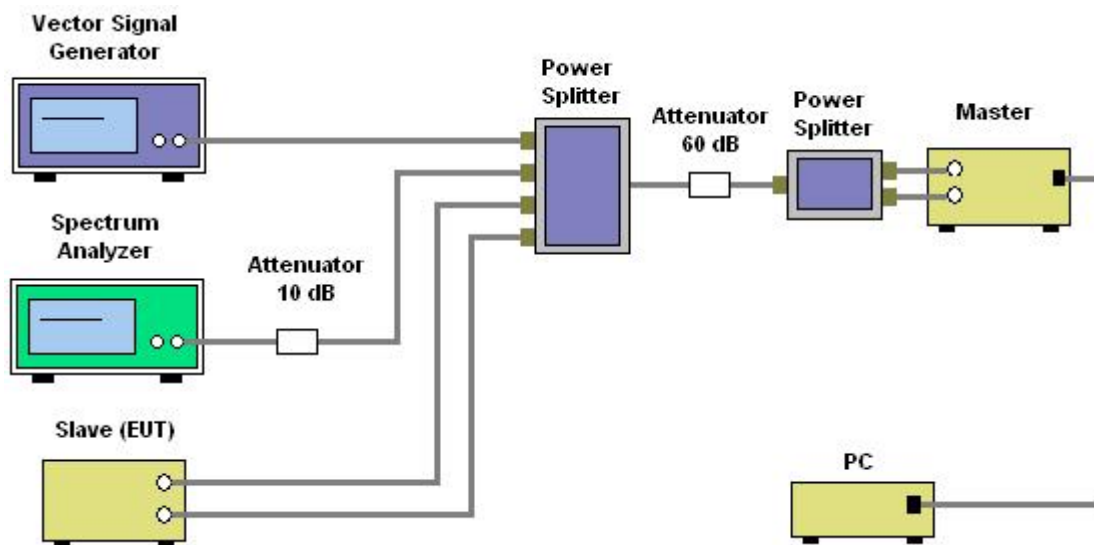 Vector Signal
Generator
Power
Splitter
Attenuator
60 dB
Power
Splitter
Master
Spectrum
Analyzer
Attenuator
10 dB
Slave (EUT)
PC